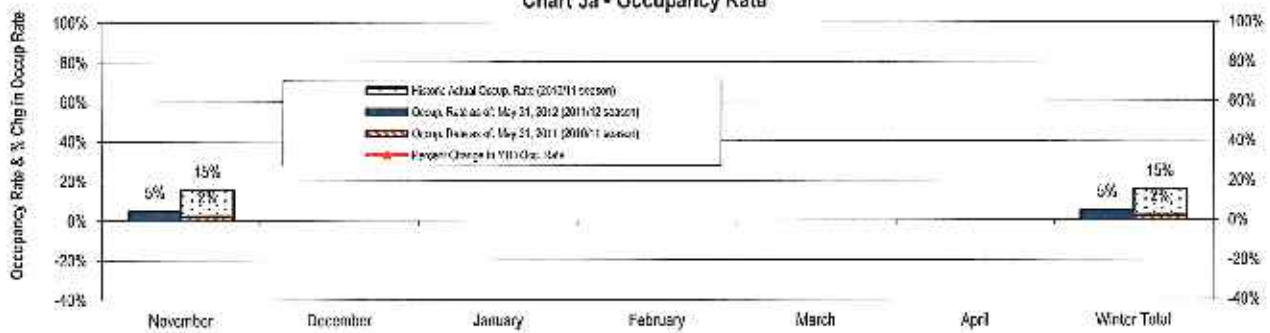 Chart 3a - Occupancy Rate
Occupancy Rate & % Chg in Occup Rate
100%
80%
60%
40%
20%
0%
-20%
-40%
100%
80%
60%
40%
20%
0%
-20%
-40%
Historic Actual Occup. Rate (2010/11 season)
Occup. Rate as of: May 31, 2012 (2011/12 season)
Occup. Rate as of: May 31, 2011 (2010/11 season)
Percent Change in YTD Occ. Rate
5%
15%
2%
5%
15%
2%
November
December
January
February
March
April
Winter Total